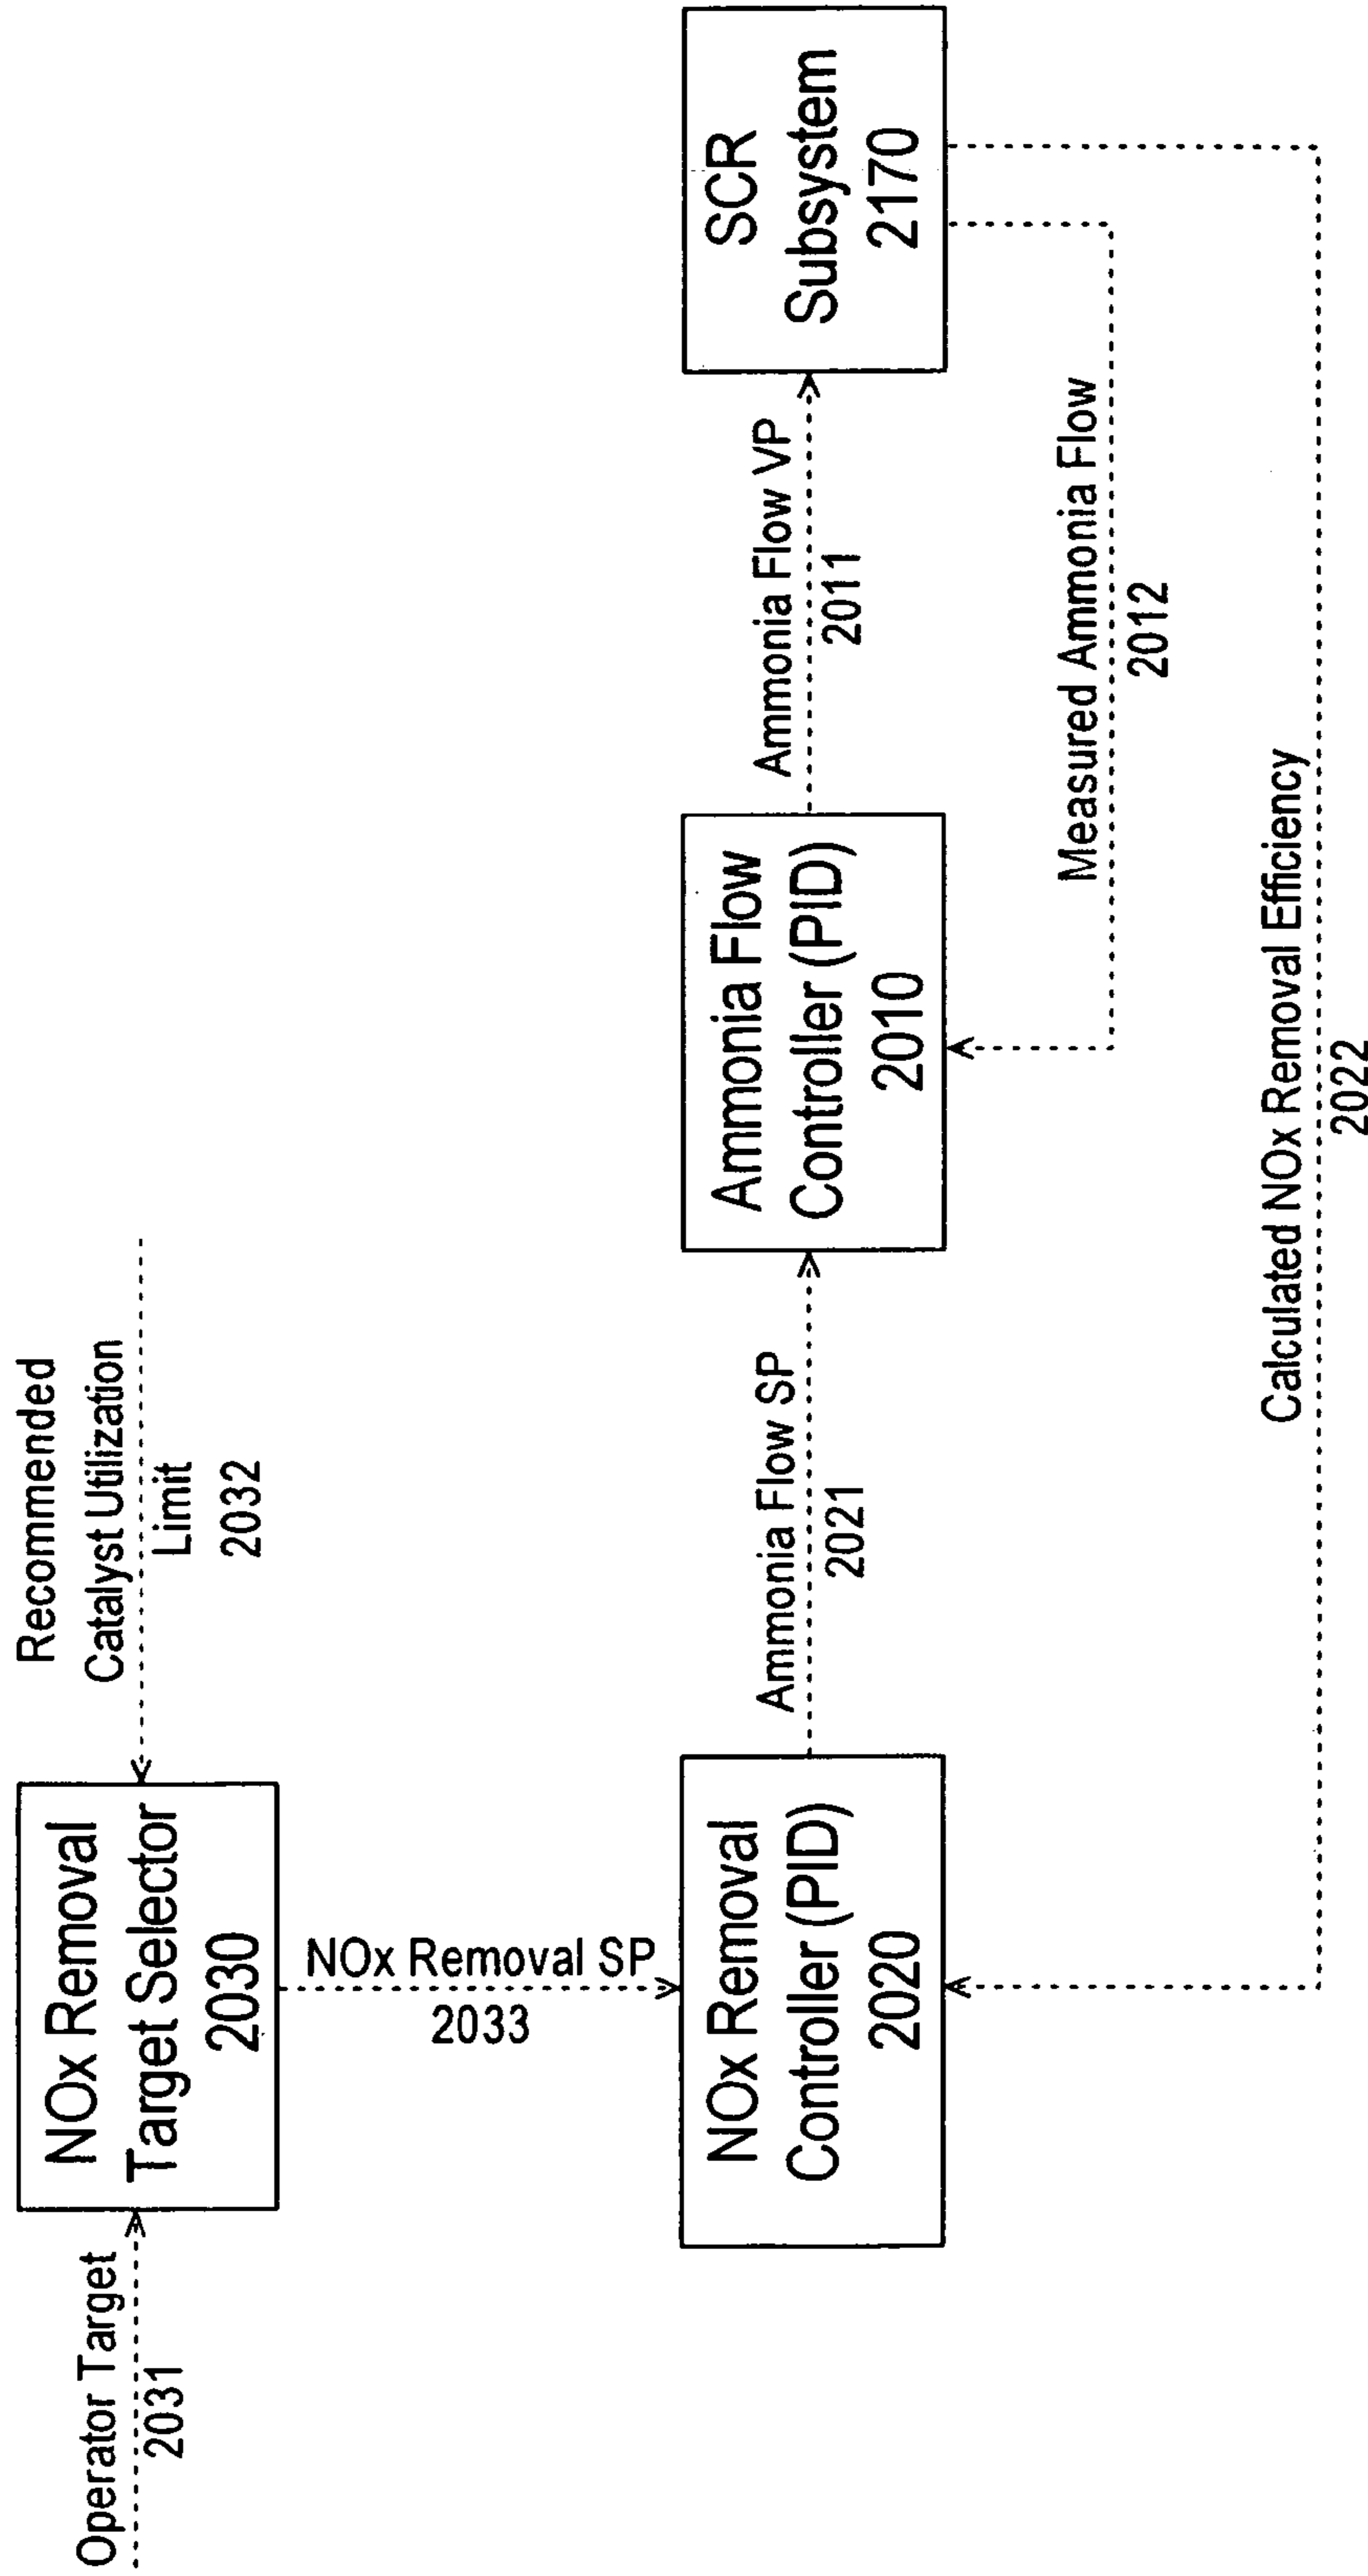 Operator Target
2031
NOx Removal
Target Selector
2030
Recommended
Catalyst Utilization
Limit
2032
NOx Removal SP
2033
NOx Removal
Controller (PID)
2020
Ammonia Flow SP
2021
Ammonia Flow
Controller (PID)
2010
Ammonia Flow VP
2011
SCR
Subsystem
2170
Measured Ammonia Flow
2012
Calculated NOx Removal Efficiency
2022